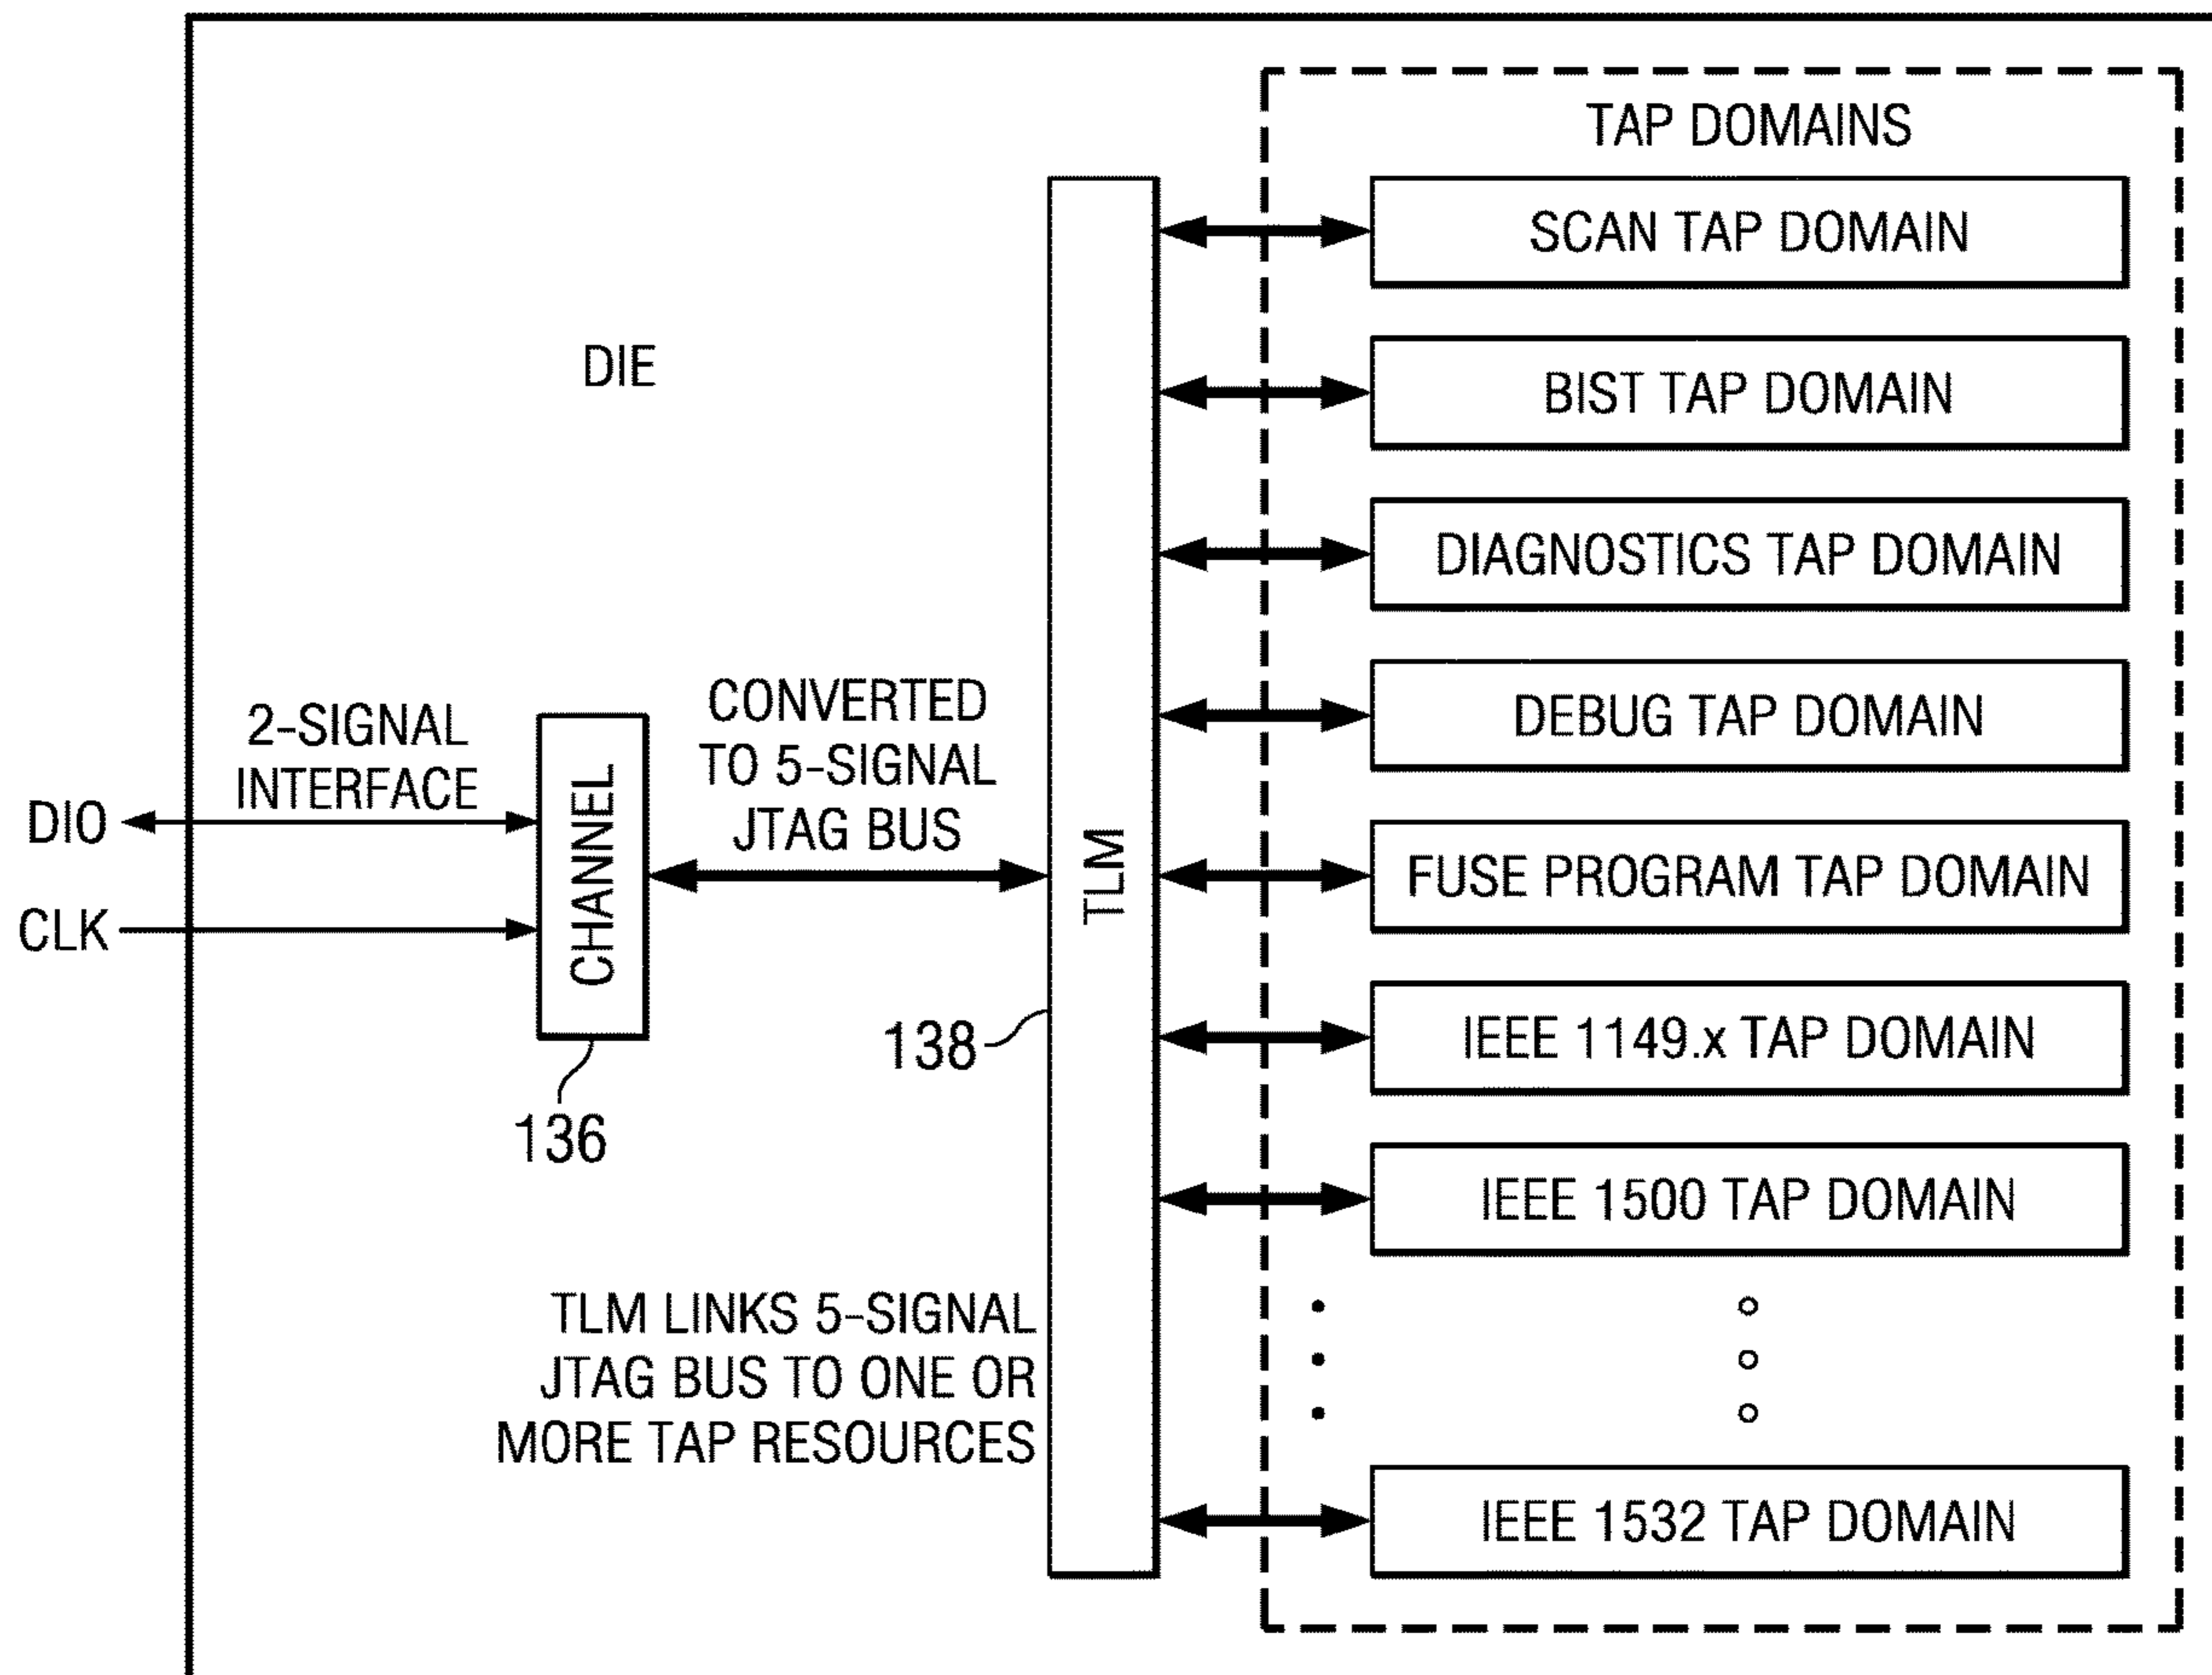 TAP DOMAINS
SCAN TAP DOMAIN
DIE
BIST TAP DOMAIN
DIAGNOSTICS TAP DOMAIN
2-SIGNAL
INTERFACE
CONVERTED
TO 5-SIGNAL
JTAG BUS
DEBUG TAP DOMAIN
DIO
CLK
CHANNEL
136
TLM
138
FUSE PROGRAM TAP DOMAIN
IEEE 1149.x TAP DOMAIN
IEEE 1500 TAP DOMAIN
TLM LINKS 5-SIGNAL
JTAG BUS TO ONE OR
MORE TAP RESOURCES
IEEE 1532 TAP DOMAIN